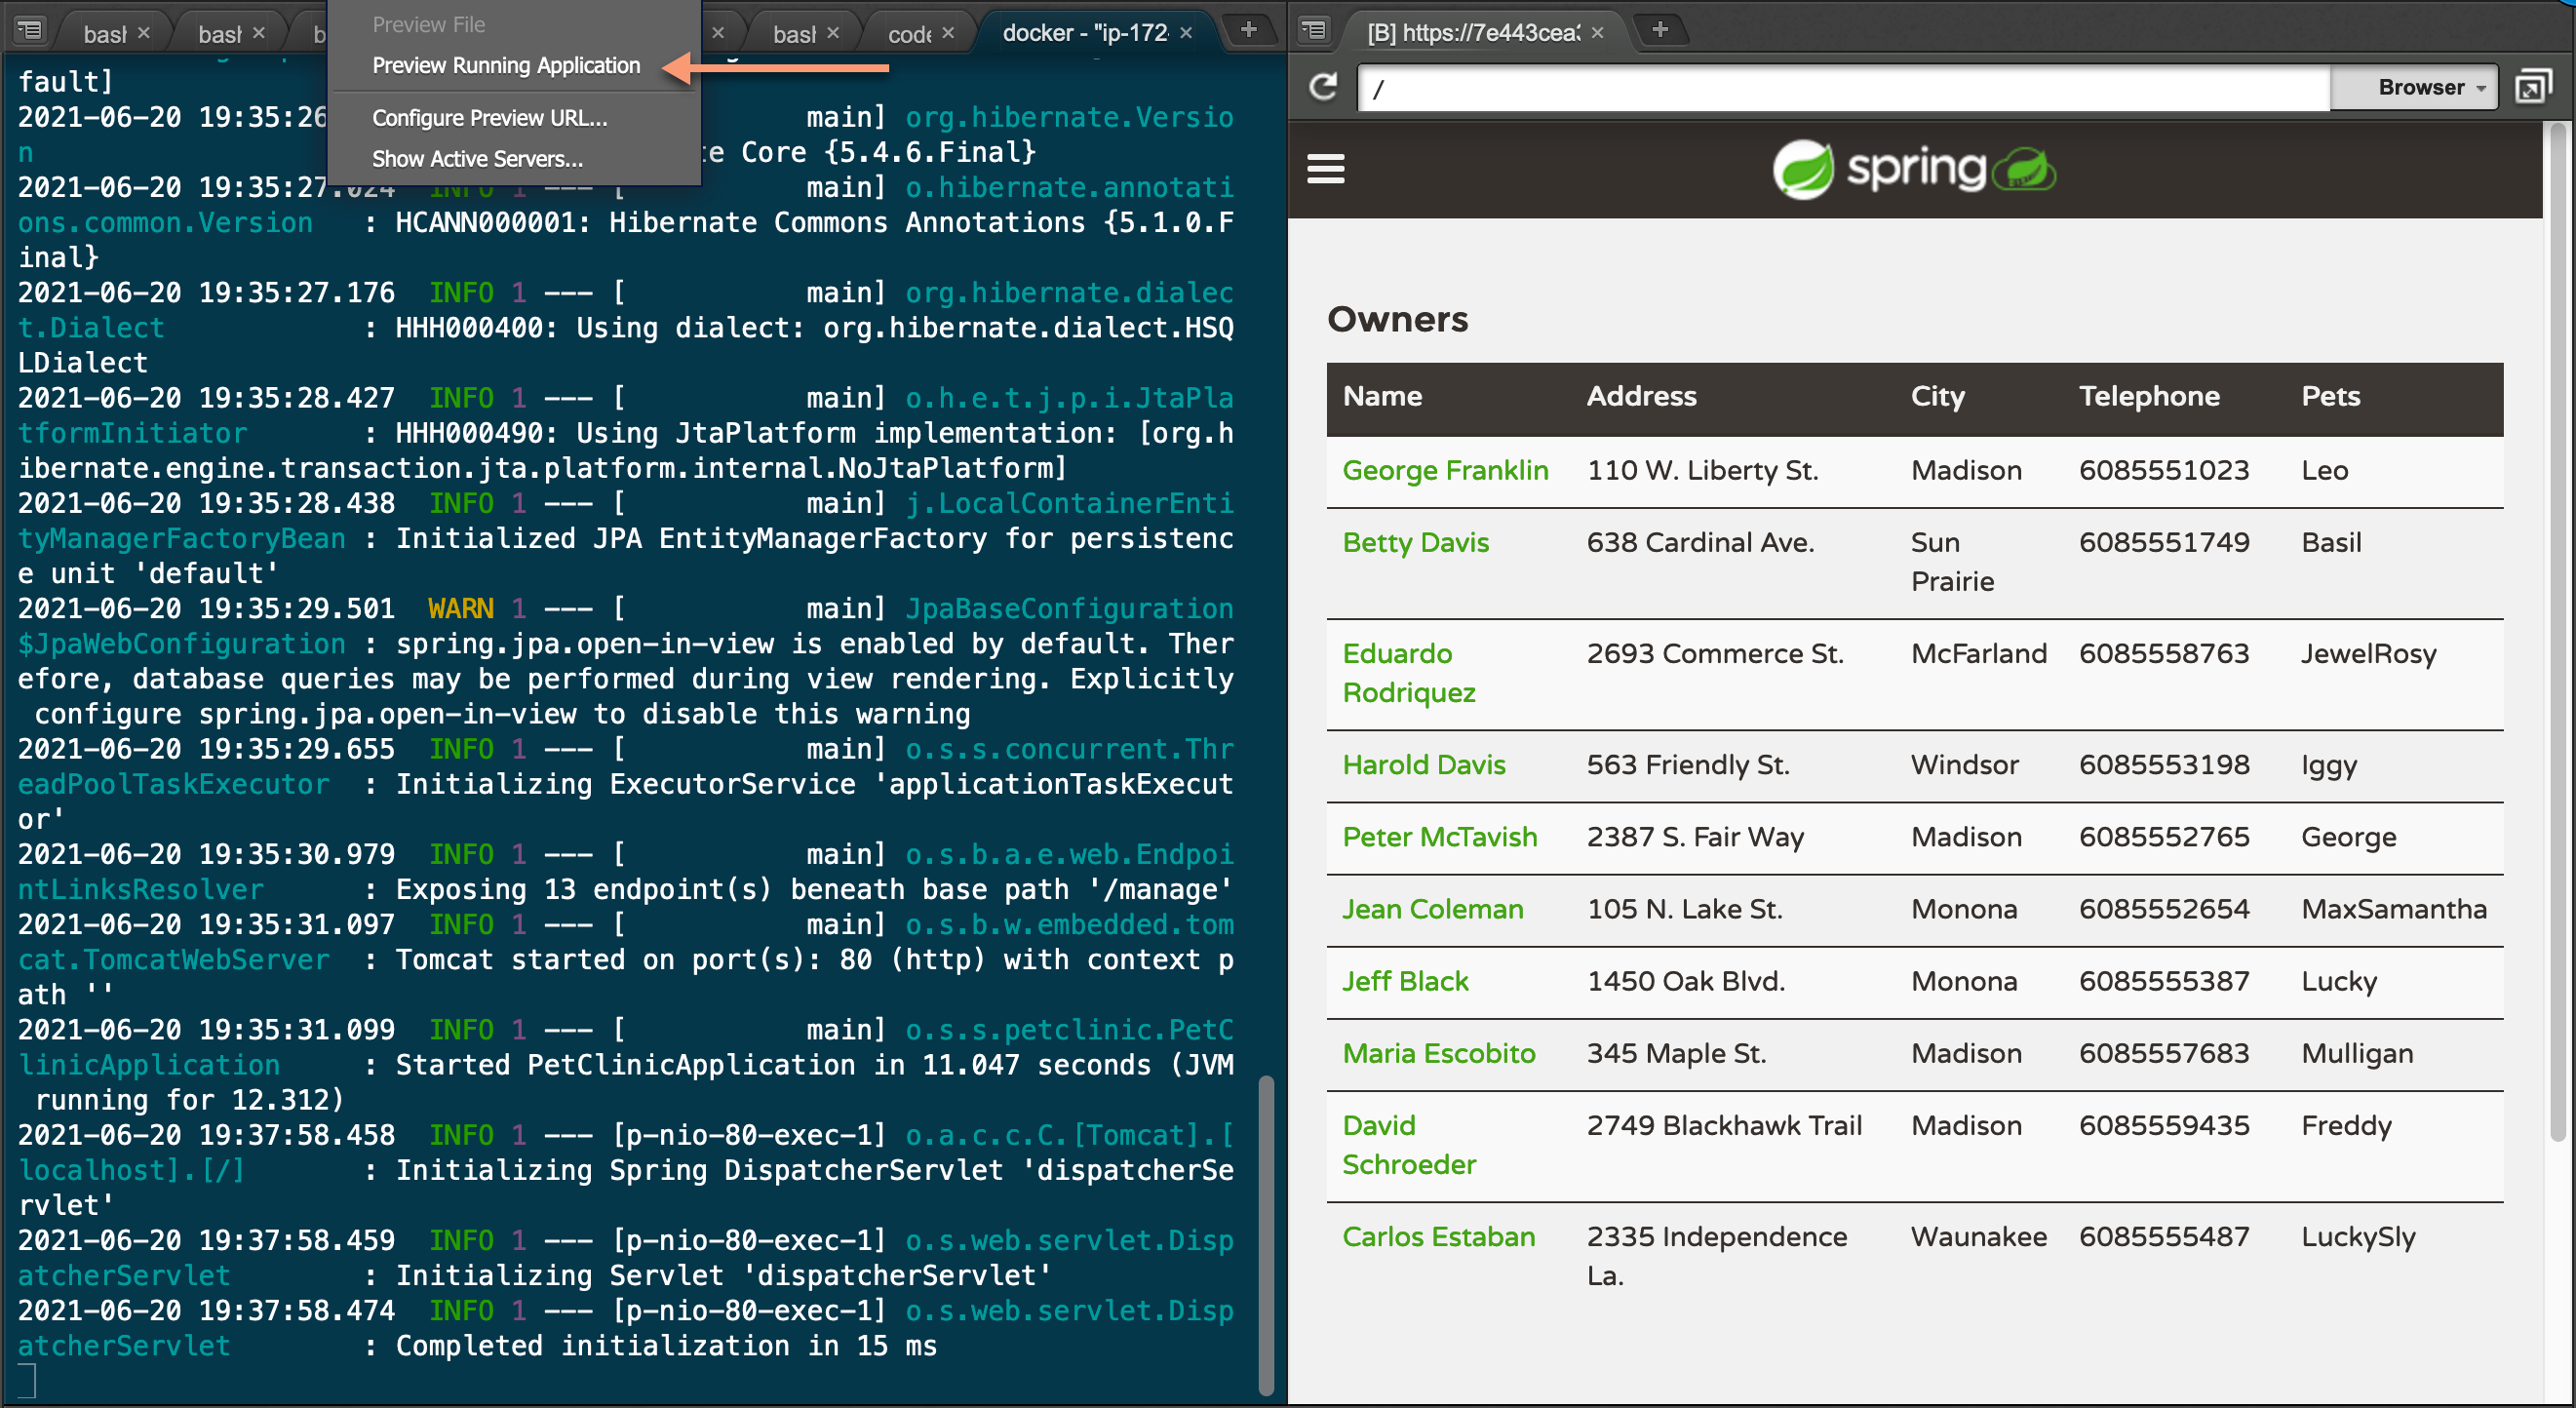 bash
bash
b
bash
code
docker - "ip-172-
Preview File
Preview Running Application
Configure Preview URL...
Show Active Servers...
fault]
2021-06-20 19:35:26
main] org.hibernate.Versio
n
te Core {5.4.6.Final}
2021-06-20 19:35:27.024  INFO 1 --- [           main] o.hibernate.annotati
ons.common.Version   : HCANN000001: Hibernate Commons Annotations {5.1.0.F
inal}
2021-06-20 19:35:27.176  INFO 1 --- [           main] org.hibernate.dialec
t.Dialect            : HHH000400: Using dialect: org.hibernate.dialect.HSQ
LDialect
2021-06-20 19:35:28.427  INFO 1 --- [           main] o.h.e.t.j.p.i.JtaPla
tformInitiator       : HHH000490: Using JtaPlatform implementation: [org.h
ibernate.engine.transaction.jta.platform.internal.NoJtaPlatform]
2021-06-20 19:35:28.438  INFO 1 --- [           main] j.LocalContainerEnti
tyManagerFactoryBean : Initialized JPA EntityManagerFactory for persistenc
e unit 'default'
2021-06-20 19:35:29.501  WARN 1 --- [           main] JpaBaseConfiguration
$JpaWebConfiguration : spring.jpa.open-in-view is enabled by default. Ther
efore, database queries may be performed during view rendering. Explicitly
 configure spring.jpa.open-in-view to disable this warning
2021-06-20 19:35:29.655  INFO 1 --- [           main] o.s.s.concurrent.Thr
eadPoolTaskExecutor  : Initializing ExecutorService 'applicationTaskExecut
or'
2021-06-20 19:35:30.979  INFO 1 --- [           main] o.s.b.a.e.web.Endpoi
ntLinksResolver      : Exposing 13 endpoint(s) beneath base path '/manage'
2021-06-20 19:35:31.097  INFO 1 --- [           main] o.s.b.w.embedded.tom
cat.TomcatWebServer  : Tomcat started on port(s): 80 (http) with context p
ath ''
2021-06-20 19:35:31.099  INFO 1 --- [           main] o.s.s.petclinic.PetC
linicApplication     : Started PetClinicApplication in 11.047 seconds (JVM
 running for 12.312)
2021-06-20 19:37:58.458  INFO 1 --- [p-nio-80-exec-1] o.a.c.c.C.[Tomcat].[
localhost].[/]       : Initializing Spring DispatcherServlet 'dispatcherSe
rvlet'
2021-06-20 19:37:58.459  INFO 1 --- [p-nio-80-exec-1] o.s.web.servlet.Disp
atcherServlet        : Initializing Servlet 'dispatcherServlet'
2021-06-20 19:37:58.474  INFO 1 --- [p-nio-80-exec-1] o.s.web.servlet.Disp
atcherServlet        : Completed initialization in 15 ms
[B] https://7e443cea3
/
Browser
spring
Owners
Name Address City Telephone Pets
George Franklin 110 W. Liberty St. Madison 6085551023 Leo
Betty Davis 638 Cardinal Ave. Sun 6085551749 Basil
Prairie
Eduardo 2693 Commerce St. McFarland 6085558763 JewelRosy
Rodriquez
Harold Davis 563 Friendly St. Windsor 6085553198 Iggy
Peter McTavish 2387 S. Fair Way Madison 6085552765 George
Jean Coleman 105 N. Lake St. Monona 6085552654 MaxSamantha
Jeff Black 1450 Oak Blvd. Monona 6085555387 Lucky
Maria Escobito 345 Maple St. Madison 6085557683 Mulligan
David 2749 Blackhawk Trail Madison 6085559435 Freddy
Schroeder
Carlos Estaban 2335 Independence Waunakee 6085555487 LuckySly
La.